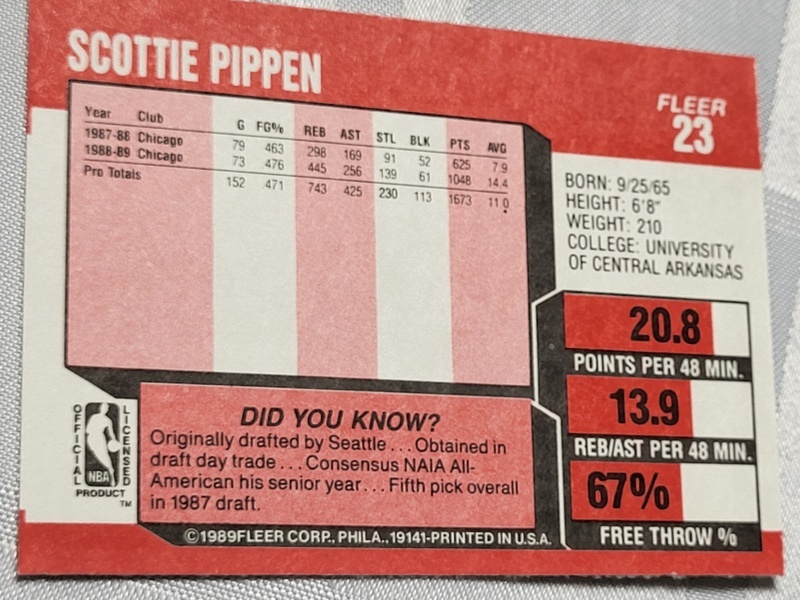 SCOTTIE PIPPEN
FLEER
23
Year Club G FG% REB AST STL BLK PTS AVG
1987-88 Chicago 79 463 298 169 91 52 625 7.9
1988-89 Chicago 73 476 445 256 139 61 1048 14.4
Pro Totals 152 471 743 425 230 113 1673 11.0
BORN: 9/25/65
HEIGHT: 6'8"
WEIGHT: 210
COLLEGE: UNIVERSITY
OF CENTRAL ARKANSAS
20.8
POINTS PER 48 MIN.
13.9
REB/AST PER 48 MIN.
67%
FREE THROW %
OFFICIAL
LICENSED
NBA
PRODUCT
TM
DID YOU KNOW?
Originally drafted by Seattle . . . Obtained in
draft day trade . . . Consensus NAIA All-
American his senior year . . . Fifth pick overall
in 1987 draft.
©1989FLEER CORP., PHILA., 19141-PRINTED IN U.S.A.